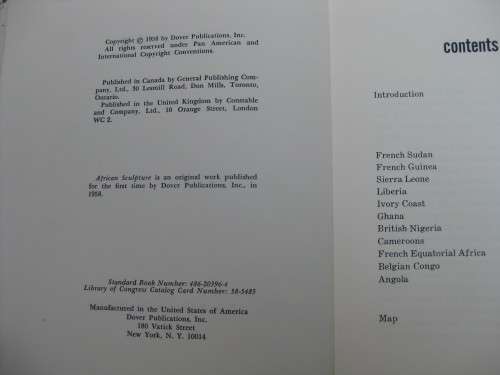 Copyright © 1958 by Dover Publications, Inc.
All rights reserved under Pan American and
International Copyright Conventions.
Published in Canada by General Publishing Com-
pany, Ltd., 30 Lesmill Road, Don Mills, Toronto,
Ontario.
Published in the United Kingdom by Constable
and Company, Ltd., 10 Orange Street, London
WC 2.
African Sculpture is an original work published
for the first time by Dover Publications, Inc., in
1958.
Standard Book Number: 486-20396-4
Library of Congress Catalog Card Number: 58-5485
Manufactured in the United States of America
Dover Publications, Inc.
180 Varick Street
New York, N. Y. 10014
contents
Introduction
French Sudan
French Guinea
Sierra Leone
Liberia
Ivory Coast
Ghana
British Nigeria
Cameroons
French Equatorial Africa
Belgian Congo
Angola
Map